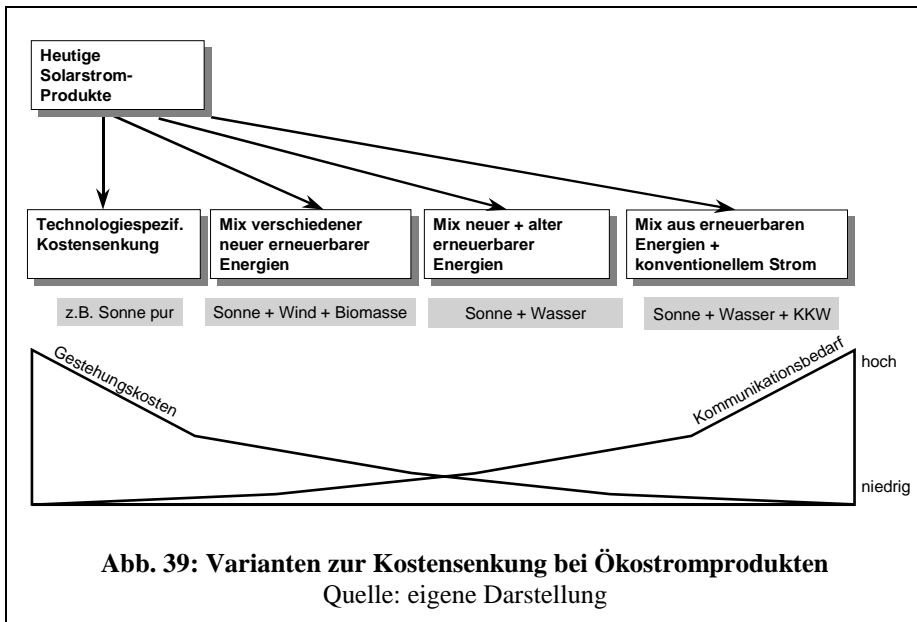 Heutige
Solarstrom-
Produkte
Technologiespezif.
Kostensenkung
Mix verschiedener
neuer erneuerbarer
Energien
Mix neuer + alter
erneuerbarer
Energien
Mix aus erneuerbaren
Energien +
konventionellem Strom
z.B. Sonne pur
Sonne + Wind + Biomasse
Sonne + Wasser
Sonne + Wasser + KKW
Gestehungskosten
Kommunikationsbedarf
hoch
niedrig
Abb. 39: Varianten zur Kostensenkung bei Ökostromprodukten
Quelle: eigene Darstellung